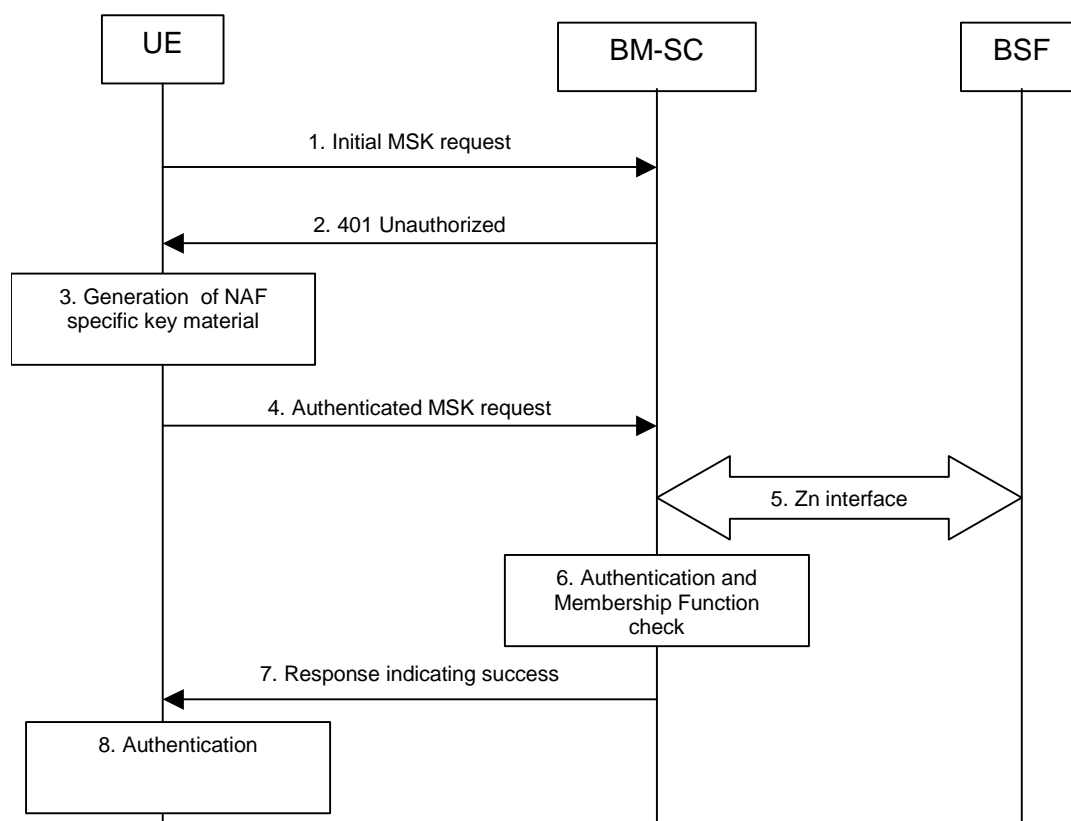 UE
BM-SC
BSF
1. Initial MSK request
2. 401 Unauthorized
3. Generation of NAF
specific key material
4. Authenticated MSK request
5. Zn interface
6. Authentication and
Membership Function
check
7. Response indicating success
8. Authentication